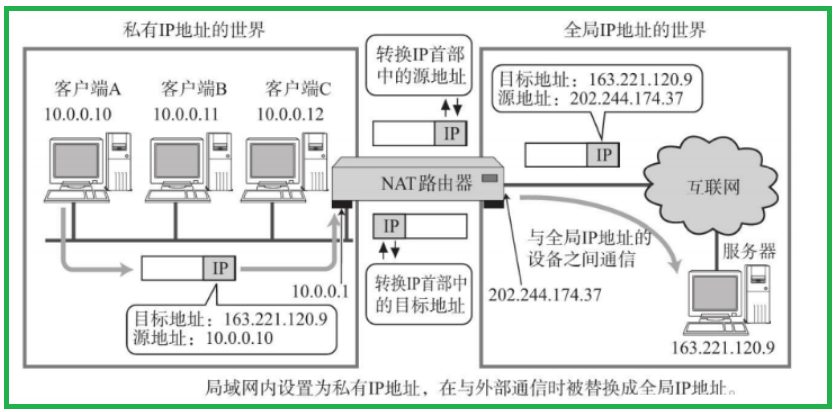 私有IP地址的世界
全局IP地址的世界
转换IP首部
中的源地址
目标地址：163.221.120.9
源地址：202.244.174.37
客户端A
10.0.0.10
客户端B
10.0.0.11
客户端C
10.0.0.12
IP
IP
NAT路由器
互联网
IP
IP
与全局IP地址的
设备之间通信
服务器
10.0.0.1
转换IP首部中
的目标地址
202.244.174.37
目标地址：163.221.120.9
源地址：10.0.0.10
163.221.120.9
局域网内设置为私有IP地址，在与外部通信时被替换成全局IP地址。